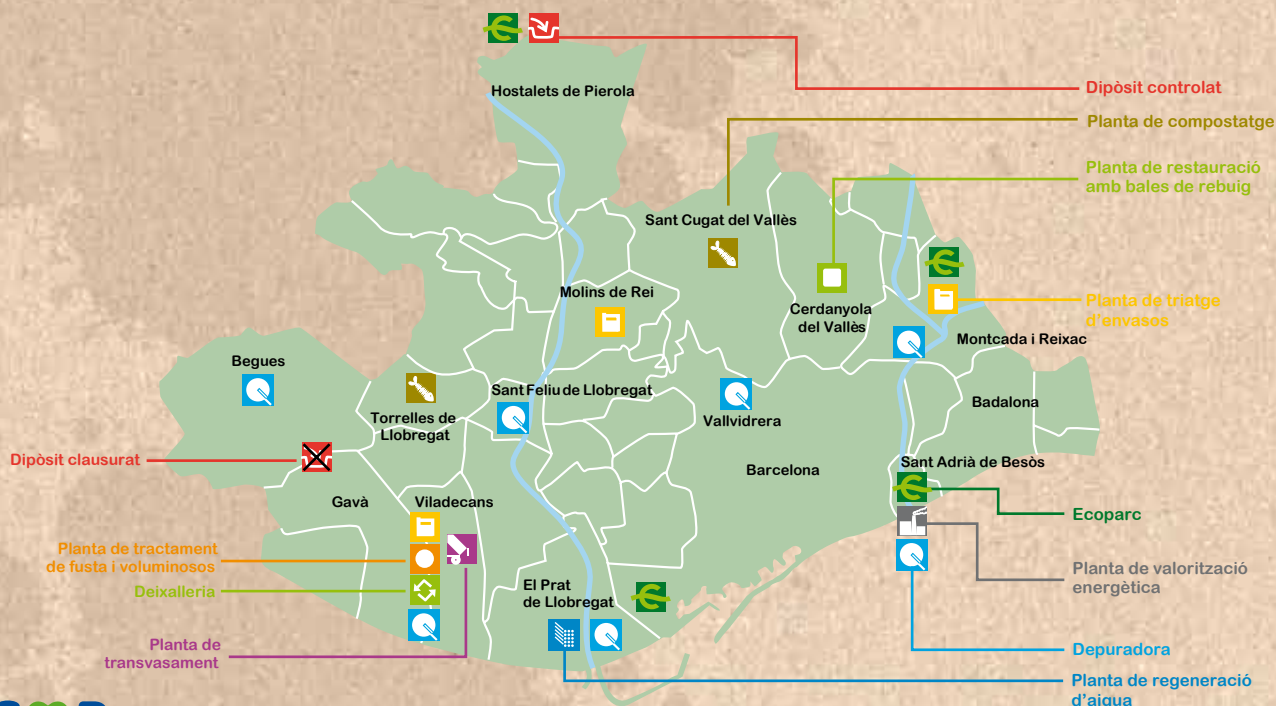 Hostalets de Pierola
Dipòsit controlat
Planta de compostatge
Planta de restauració
amb bales de rebuig
Sant Cugat del Vallès
Molins de Rei
Cerdanyola
del Vallès
Planta de triatge
d'envasos
Montcada i Reixac
Begues
Torrelles de
Llobregat
Sant Feliu de Llobregat
Vallvidrera
Badalona
Dipòsit clausurat
Barcelona
Sant Adrià de Besòs
Gavà
Viladecans
Ecoparc
Planta de tractament
de fusta i voluminosos
Deixalleria
El Prat
de Llobregat
Planta de valorització
energètica
Planta de
transvasament
Depuradora
Planta de regeneració
d'aigua